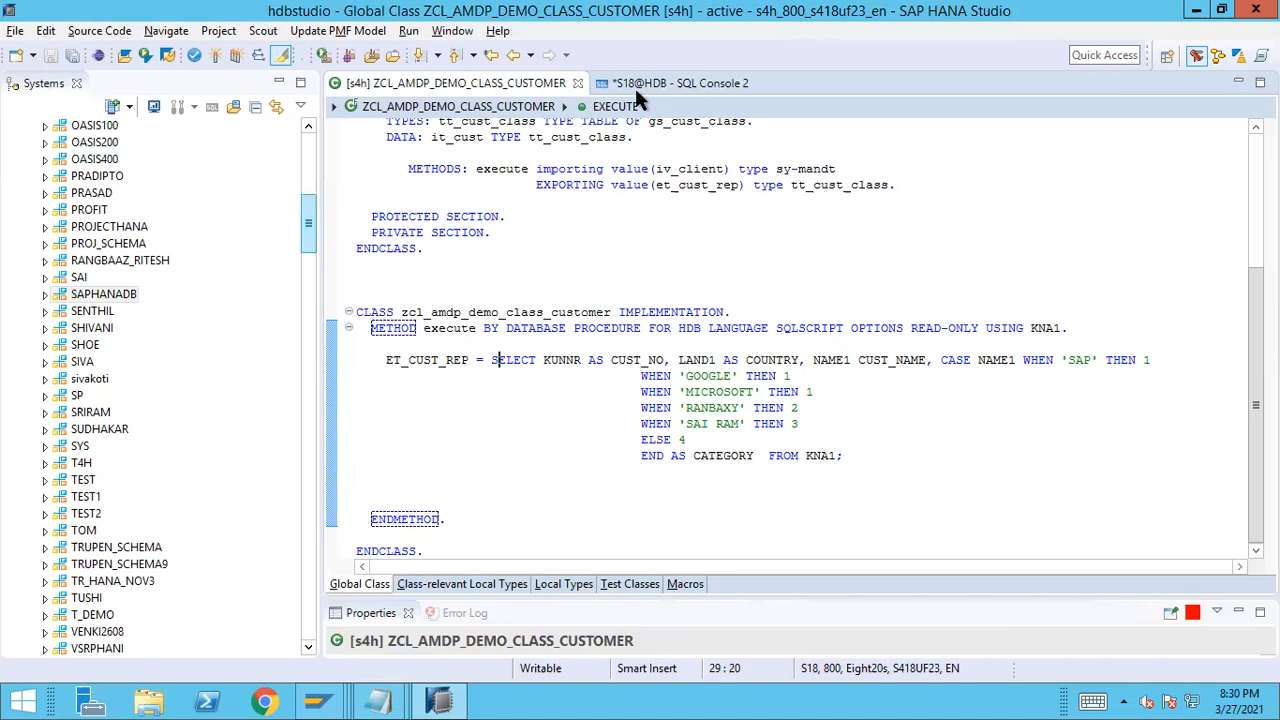 hdbstudio - Global Class ZCL_AMDP_DEMO_CLASS_CUSTOMER [s4h] - active - s4h_800_s418uf23_en - SAP HANA Studio
File Edit Source Code Navigate Project Scout Update PMF Model Run Window Help
Quick Access
Systems
[s4h] ZCL_AMDP_DEMO_CLASS_CUSTOMER
*S18@HDB - SQL Console 2
ZCL_AMDP_DEMO_CLASS_CUSTOMER
EXECUTE
OASIS100
OASIS200
OASIS400
PRADIPTO
PRASAD
PROFIT
PROJECTHANA
PROJ_SCHEMA
RANGBAAZ_RITESH
SAI
SAPHANADB
SENTHIL
SHIVANI
SHOE
SIVA
sivakoti
SP
SRIRAM
SUDHAKAR
SYS
T4H
TEST
TEST1
TEST2
TOM
TRUPEN_SCHEMA
TRUPEN_SCHEMA9
TR_HANA_NOV3
TUSHI
T_DEMO
VENKI2608
VSRPHANI
TYPES: tt_cust_class TYPE TABLE OF gs_cust_class.
DATA: it_cust TYPE tt_cust_class.
METHODS: execute importing value(iv_client) type sy-mandt
EXPORTING value(et_cust_rep) type tt_cust_class.
PROTECTED SECTION.
PRIVATE SECTION.
ENDCLASS.
CLASS zcl_amdp_demo_class_customer IMPLEMENTATION.
METHOD execute BY DATABASE PROCEDURE FOR HDB LANGUAGE SQLSCRIPT OPTIONS READ-ONLY USING KNA1.
ET_CUST_REP = SELECT KUNNR AS CUST_NO, LAND1 AS COUNTRY, NAME1 CUST_NAME, CASE NAME1 WHEN 'SAP' THEN 1
WHEN 'GOOGLE' THEN 1
WHEN 'MICROSOFT' THEN 1
WHEN 'RANBAXY' THEN 2
WHEN 'SAI RAM' THEN 3
ELSE 4
END AS CATEGORY FROM KNA1;
ENDMETHOD.
ENDCLASS.
Global Class Class-relevant Local Types Local Types Test Classes Macros
Properties Error Log
[s4h] ZCL_AMDP_DEMO_CLASS_CUSTOMER
Writable Smart Insert 29 : 20 S18, 800, Eight20s, S418UF23, EN
8:30 PM
3/27/2021